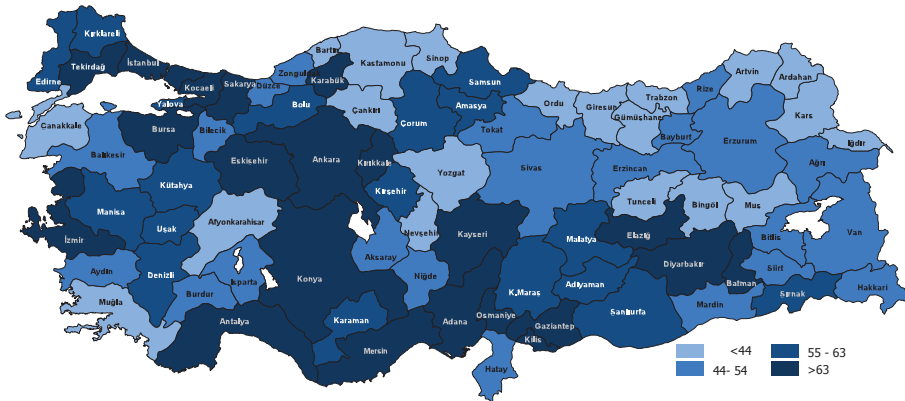 Kırklareli
Edirne
Tekirdağ
İstanbul
Kocaeli
Yalova
Sakarya
Düzce
Zonguldak
Bartın
Karabük
Kastamonu
Sinop
Samsun
Bolu
Çankırı
Çorum
Amasya
Tokat
Ordu
Giresun
Gümüşhane
Trabzon
Rize
Bayburt
Artvin
Ardahan
Kars
Iğdır
Erzurum
Ağrı
Çanakkale
Balıkesir
Bursa
Bilecik
Eskişehir
Ankara
Kırıkkale
Kırşehir
Yozgat
Sivas
Erzincan
Tunceli
Bingöl
Muş
Van
Bitlis
Kütahya
Manisa
Uşak
Afyonkarahisar
İzmir
Aydın
Denizli
Muğla
Burdur
Isparta
Antalya
Konya
Aksaray
Nevşehir
Niğde
Kayseri
Karaman
Mersin
Adana
Osmaniye
K.Maraş
Malatya
Elazığ
Adıyaman
Gaziantep
Kilis
Hatay
Şanlıurfa
Diyarbakır
Mardin
Batman
Siirt
Şırnak
Hakkari
<44
44- 54
55 - 63
>63